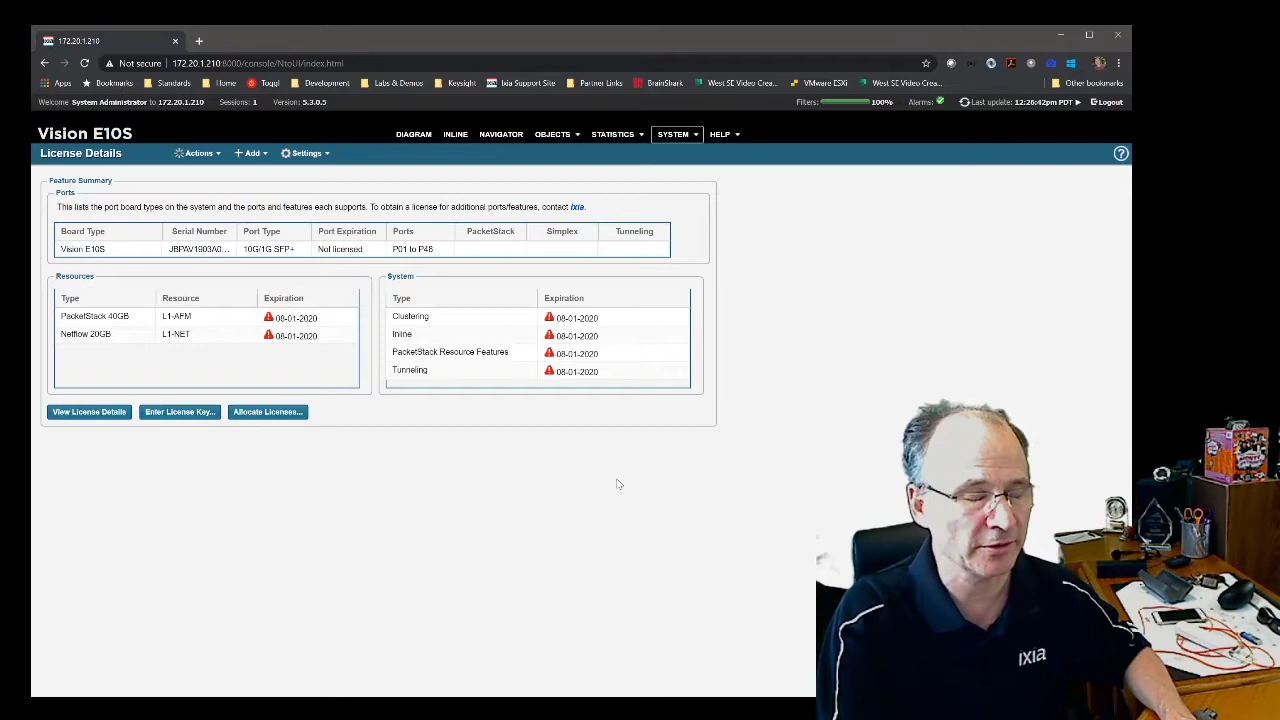 172.20.1.210
Not secure 172.20.1.210:8000/console/NtoUI/index.html
Apps Bookmarks Standards Home Toggl Development Labs & Demos Keysight Ixia Support Site Partner Links BrainShark West SE Video Crea... VMware ESXi West SE Video Crea... Other bookmarks
Welcome System Administrator to 172.20.1.210 Sessions: 1 Version: 5.3.0.5 Filters: 100% Alarms: Last update: 12:26:42pm PDT Logout
Vision E10S DIAGRAM INLINE NAVIGATOR OBJECTS STATISTICS SYSTEM HELP
License Details Actions + Add Settings ?
Feature Summary
Ports
This lists the port board types on the system and the ports and features each supports. To obtain a license for additional ports/features, contact Ixia.
Board Type Serial Number Port Type Port Expiration Ports PacketStack Simplex Tunneling
Vision E10S JBPAV1903A0... 10G/1G SFP+ Not licensed P01 to P48
Resources
Type Resource Expiration
PacketStack 40GB L1-AFM 08-01-2020
Netflow 20GB L1-NET 08-01-2020
System
Type Expiration
Clustering 08-01-2020
Inline 08-01-2020
PacketStack Resource Features 08-01-2020
Tunneling 08-01-2020
View License Details Enter License Key... Allocate Licenses...
ixia